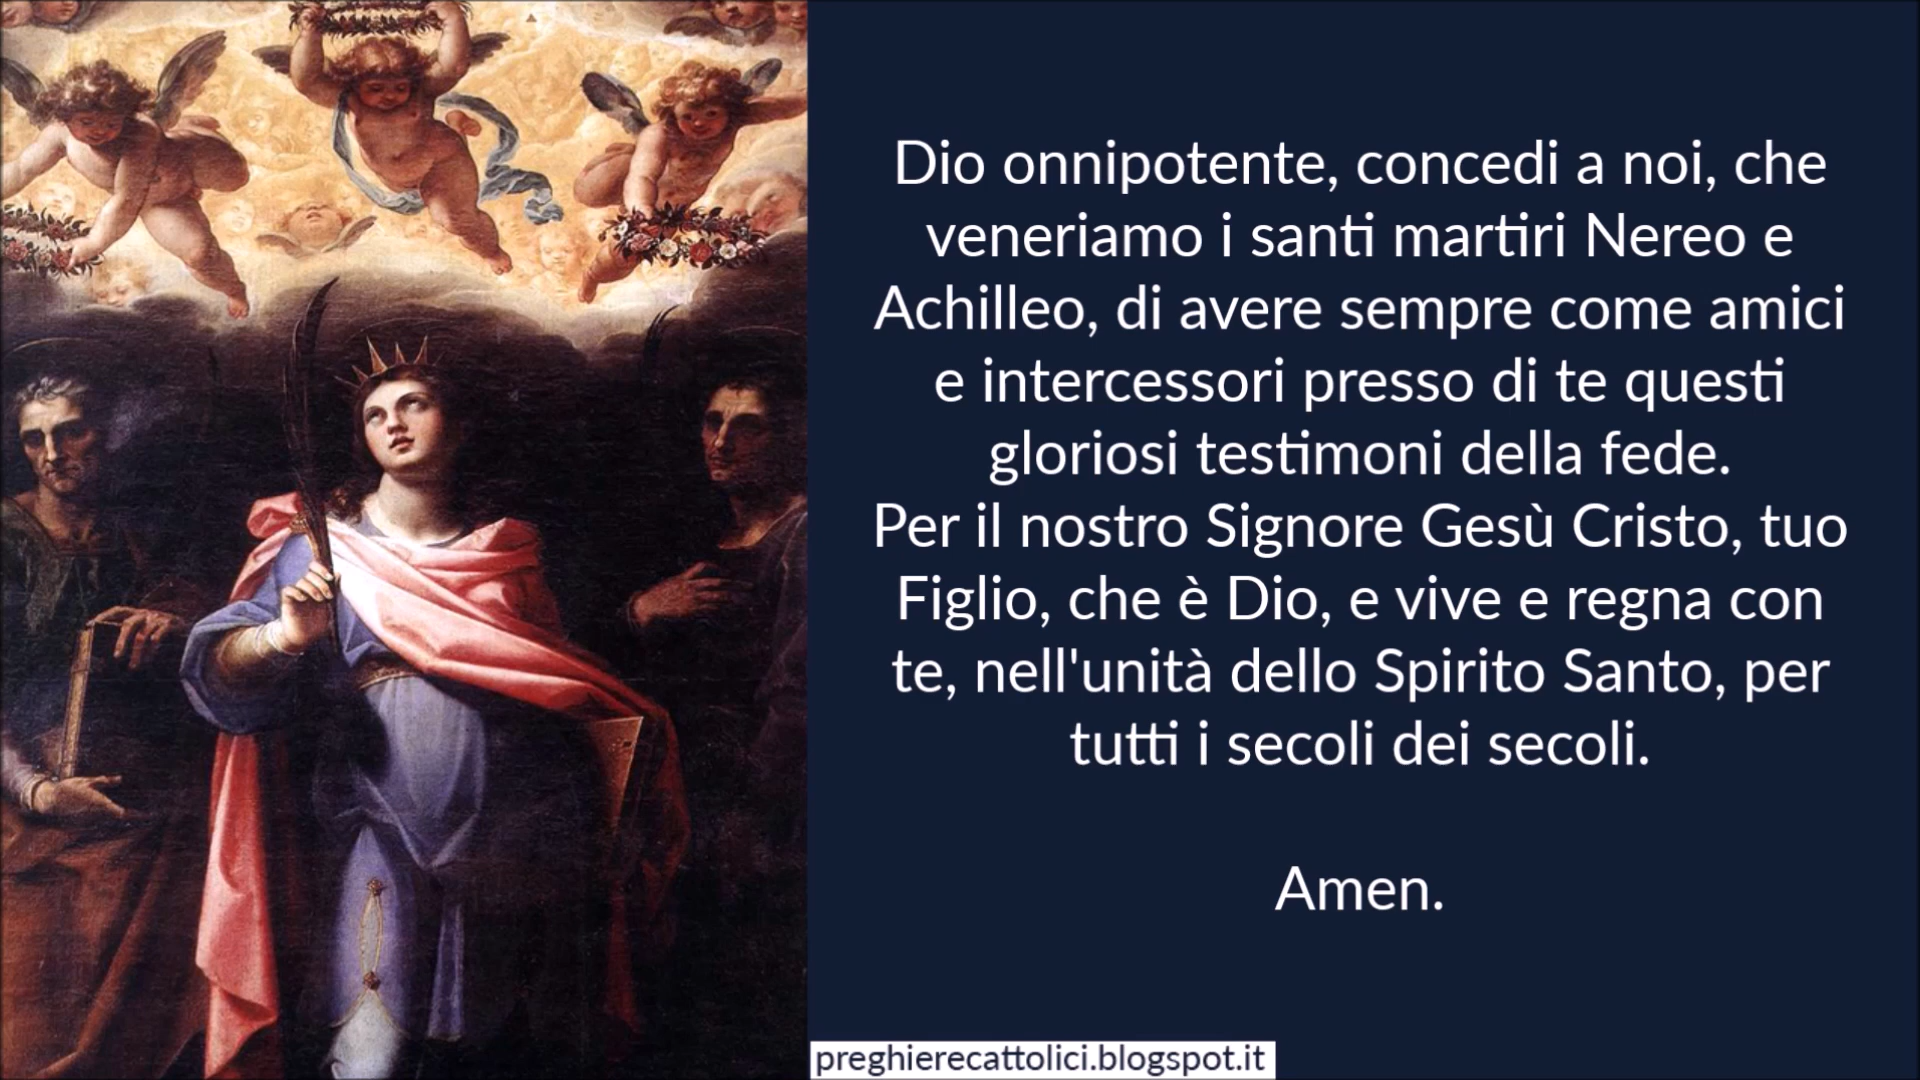 Dio onnipotente, concedi a noi, che
veneriamo i santi martiri Nereo e
Achilleo, di avere sempre come amici
e intercessori presso di te questi
gloriosi testimoni della fede.
Per il nostro Signore Gesù Cristo, tuo
Figlio, che è Dio, e vive e regna con
te, nell'unità dello Spirito Santo, per
tutti i secoli dei secoli.
Amen.
preghierecattolici.blogspot.it